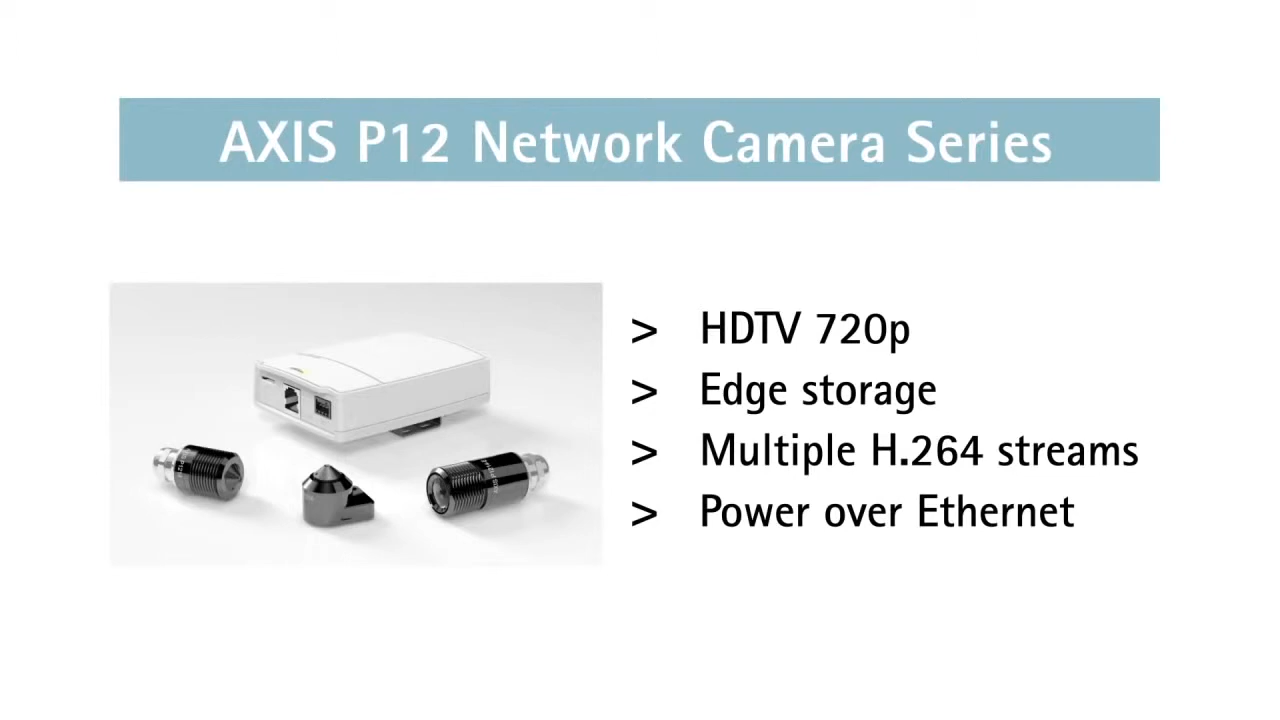 AXIS P12 Network Camera Series
> HDTV 720p
> Edge storage
> Multiple H.264 streams
> Power over Ethernet